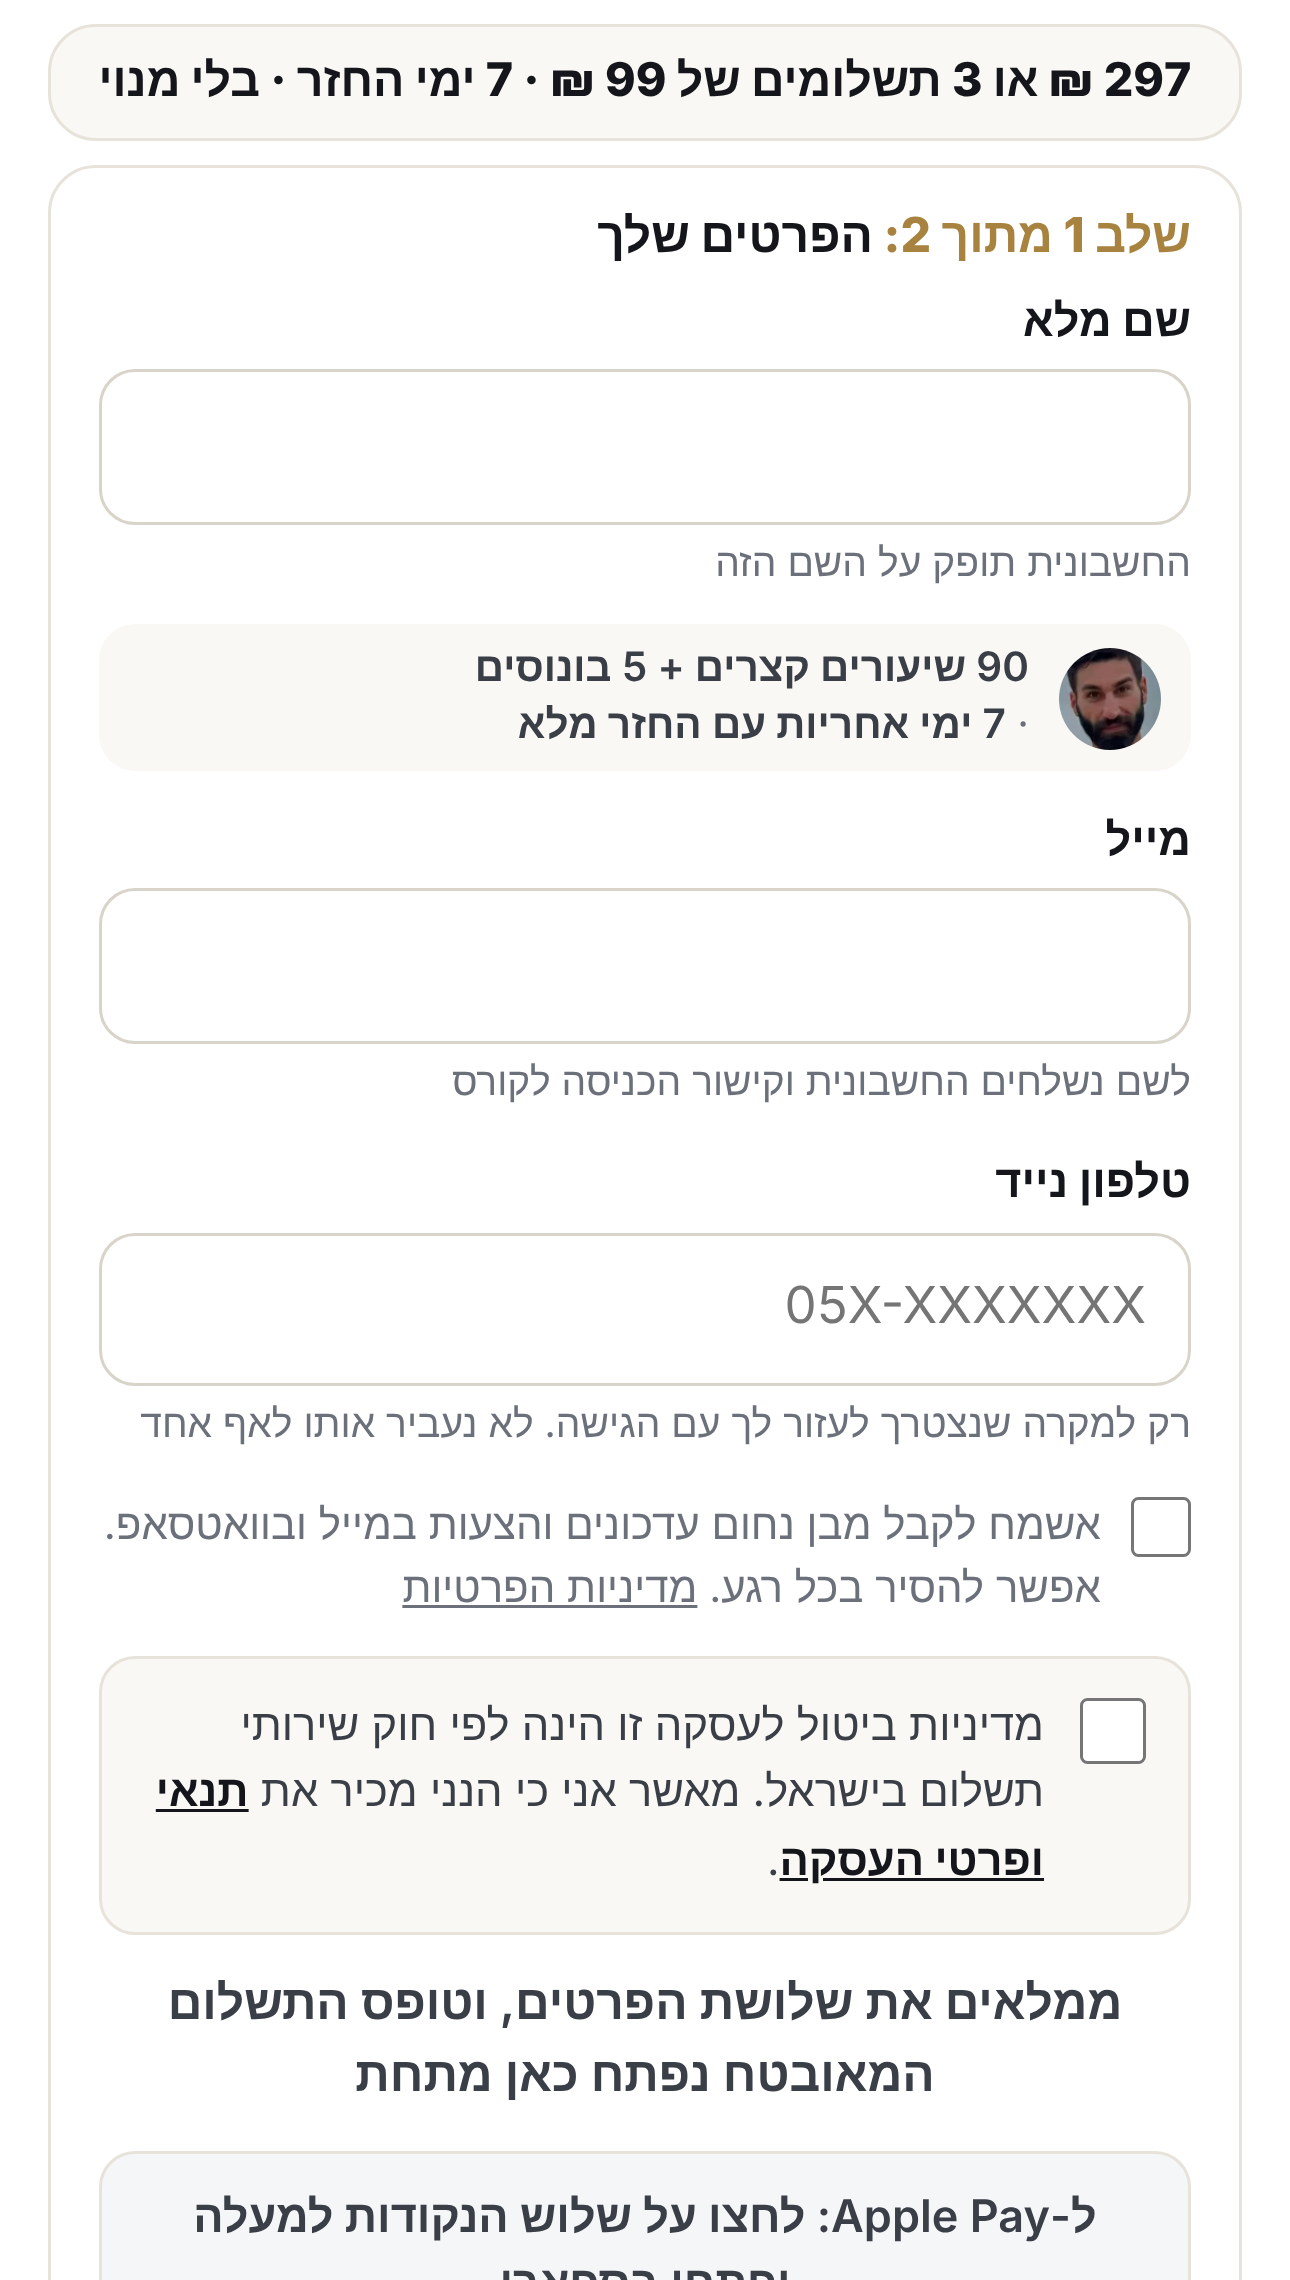 297 ₪ או 3 תשלומים של 99 ₪ · 7 ימי החזר · בלי מנוי
שלב 1 מתוך 2: הפרטים שלך
שם מלא
החשבונית תופק על השם הזה
90 שיעורים קצרים + 5 בונוסים
· 7 ימי אחריות עם החזר מלא
מייל
לשם נשלחים החשבונית וקישור הכניסה לקורס
טלפון נייד
05X-XXXXXXX
רק למקרה שנצטרך לעזור לך עם הגישה. לא נעביר אותו לאף אחד
אשמח לקבל מבן נחום עדכונים והצעות במייל ובוואטסאפ.
אפשר להסיר בכל רגע. מדיניות הפרטיות
מדיניות ביטול לעסקה זו הינה לפי חוק שירותי
תשלום בישראל. מאשר אני כי הנני מכיר את תנאי
ופרטי העסקה.
ממלאים את שלושת הפרטים, וטופס התשלום
המאובטח נפתח כאן מתחת
ל-Apple Pay: לחצו על שלוש הנקודות למעלה